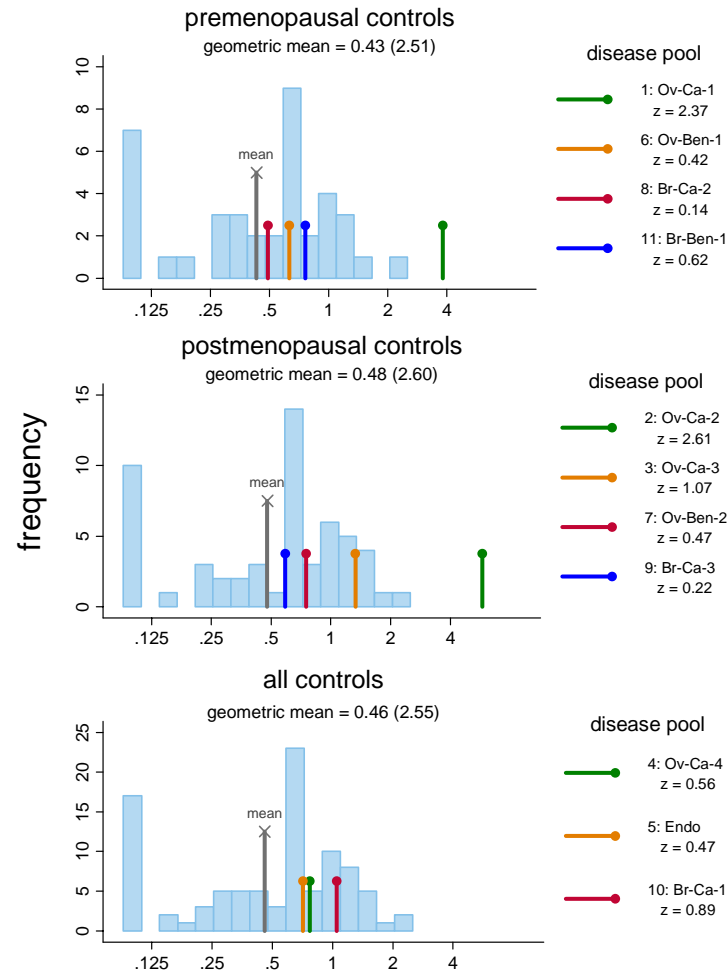 premenopausal controls
geometric mean = 0.43 (2.51)
disease pool
10
8
6
4
2
0
mean
1: Ov-Ca-1
z = 2.37
6: Ov-Ben-1
z = 0.42
8: Br-Ca-2
z = 0.14
11: Br-Ben-1
z = 0.62
.125 .25 .5 1 2 4
postmenopausal controls
geometric mean = 0.48 (2.60)
disease pool
frequency
15
10
5
0
mean
2: Ov-Ca-2
z = 2.61
3: Ov-Ca-3
z = 1.07
7: Ov-Ben-2
z = 0.47
9: Br-Ca-3
z = 0.22
.125 .25 .5 1 2 4
all controls
geometric mean = 0.46 (2.55)
disease pool
25
20
15
10
5
0
mean
4: Ov-Ca-4
z = 0.56
5: Endo
z = 0.47
10: Br-Ca-1
z = 0.89
.125 .25 .5 1 2 4